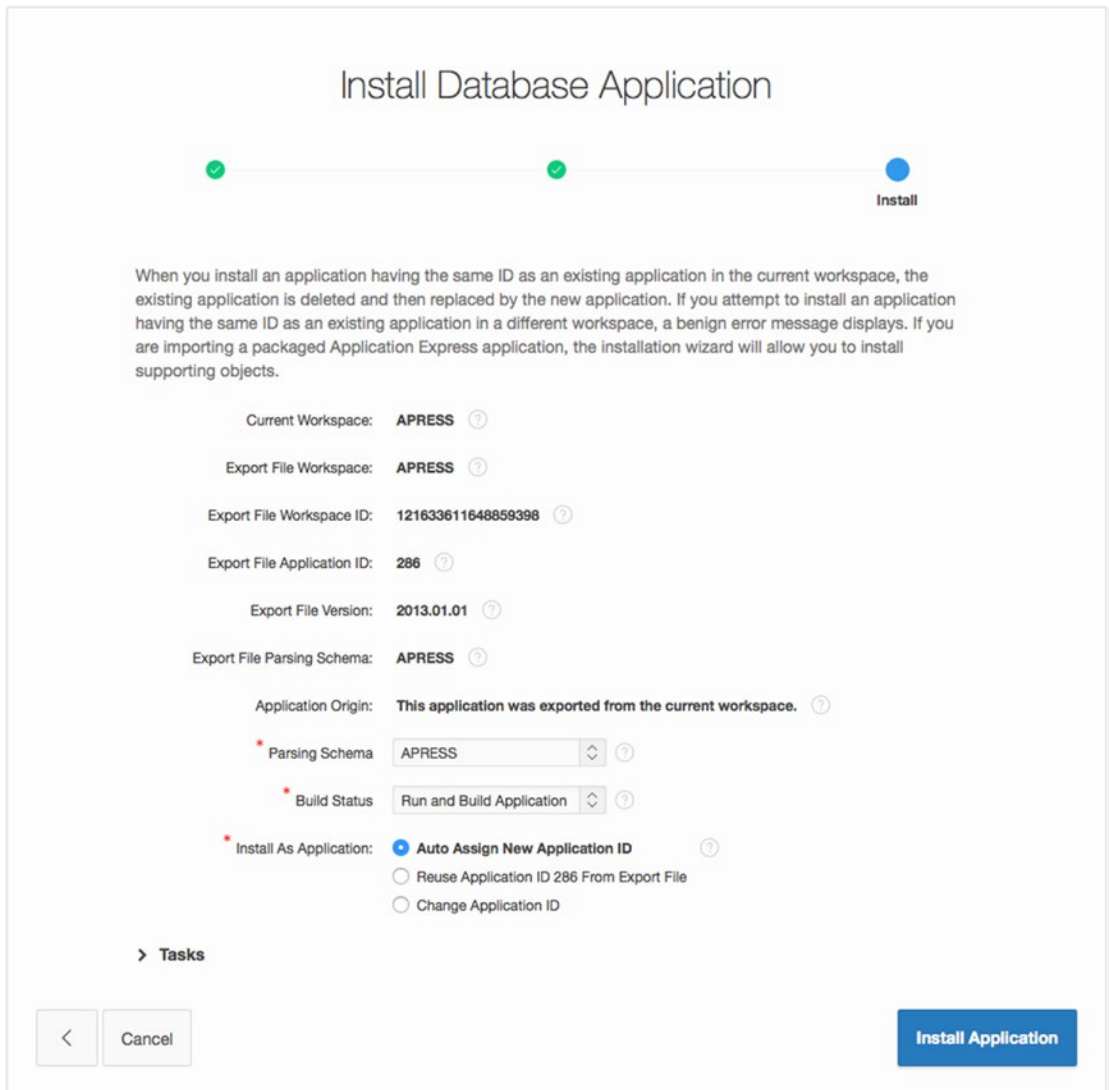 Install Database Application
Install
When you install an application having the same ID as an existing application in the current workspace, the
existing application is deleted and then replaced by the new application. If you attempt to install an application
having the same ID as an existing application in a different workspace, a benign error message displays. If you
are importing a packaged Application Express application, the installation wizard will allow you to install
supporting objects.
Current Workspace: APRESS ?
Export File Workspace: APRESS ?
Export File Workspace ID: 121633611648859398 ?
Export File Application ID: 286 ?
Export File Version: 2013.01.01 ?
Export File Parsing Schema: APRESS ?
Application Origin: This application was exported from the current workspace. ?
* Parsing Schema APRESS ?
* Build Status Run and Build Application ?
* Install As Application: Auto Assign New Application ID ?
Reuse Application ID 286 From Export File
Change Application ID
> Tasks
< Cancel Install Application